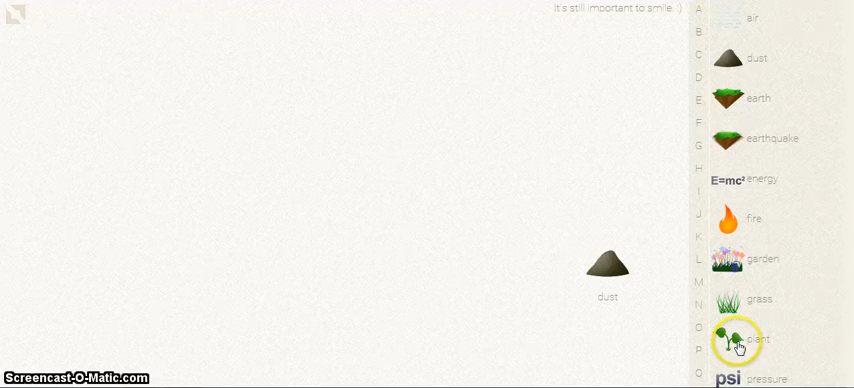 It's still important to smile. :)
A
B
C
D
E
F
G
H
I
J
K
L
M
N
O
P
Q
air
dust
earth
earthquake
E=mc² energy
fire
garden
grass
plant
psi pressure
dust
Screencast-O-Matic.com